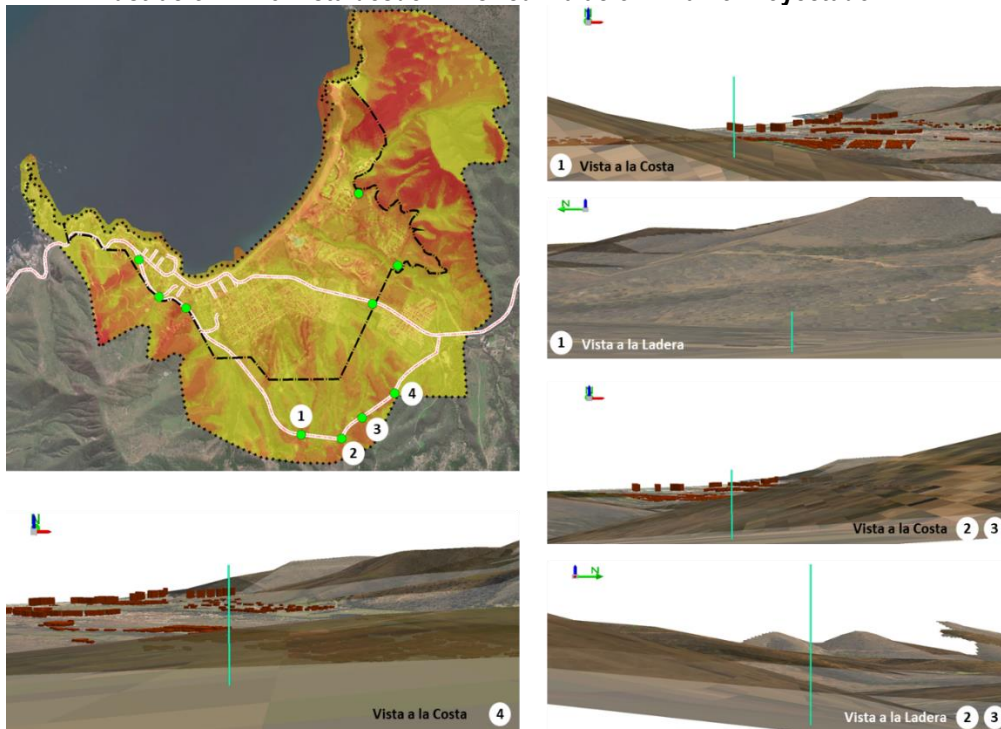 1 Vista a la Costa
N
1 Vista a la Ladera
1
2
3
4
Vista a la Costa 2 3
N
Vista a la Costa 4
N
Vista a la Ladera 2 3